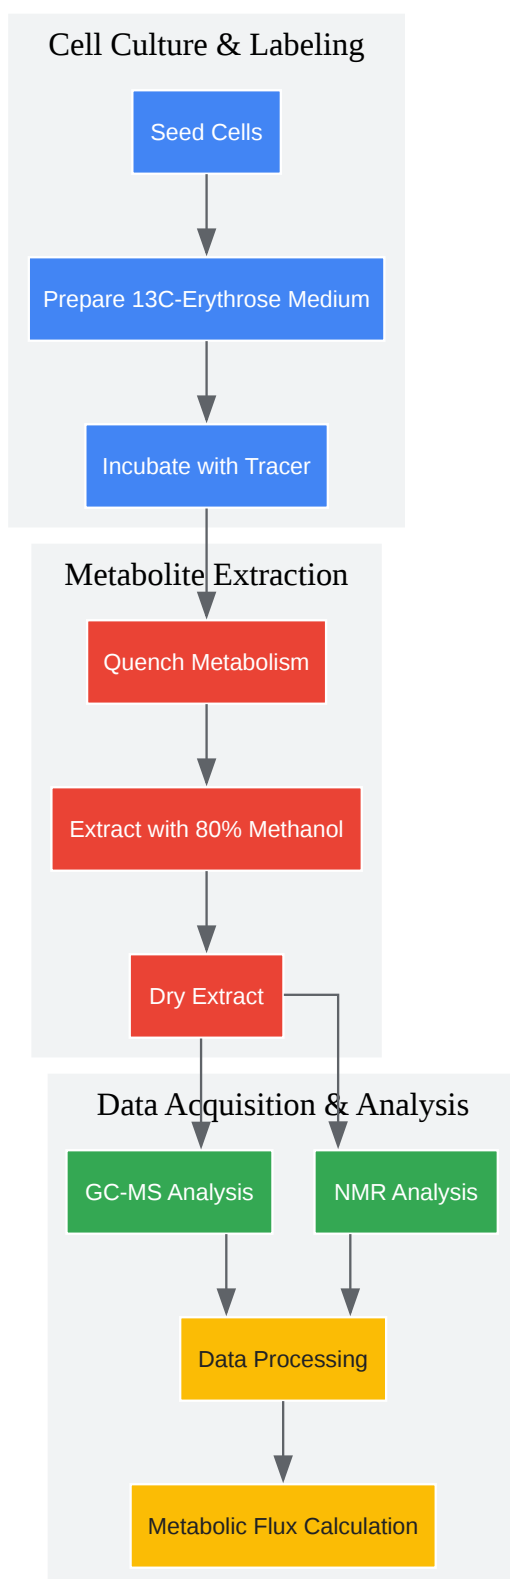 Cell Culture & Labeling
Seed Cells
Prepare 13C-Erythrose Medium
Incubate with Tracer
Metabolite Extraction
Quench Metabolism
Extract with 80% Methanol
Dry Extract
Data Acquisition & Analysis
GC-MS Analysis
NMR Analysis
Data Processing
Metabolic Flux Calculation